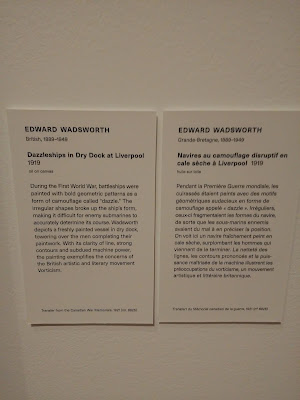 EDWARD WADSWORTH
British, 1889–1949
Dazzleships in Dry Dock at Liverpool
1919
oil on canvas
During the First World War, battleships were
painted with bold geometric patterns as a
form of camouflage called "dazzle." The
irregular shapes broke up the ship's form,
making it difficult for enemy submarines to
accurately determine its course. Wadsworth
depicts a freshly painted vessel in dry dock,
towering over the men completing their
paintwork. With its clarity of line, strong
contours and subdued machine power,
the painting exemplifies the concerns of
the British artistic and literary movement
Vorticism.
Transfer from the Canadian War Memorials, 1921
EDWARD WADSWORTH
Grande-Bretagne, 1889–1949
Navires au camouflage disruptif en
cale sèche à Liverpool 1919
huile sur toile
Pendant la Première Guerre mondiale, les
cuirassés étaient peints avec des motifs
géométriques audacieux en forme de
camouflage appelé « dazzle ». Irréguliers,
ceux-ci fragmentaient les formes du navire,
de sorte que les sous-marins ennemis
avaient du mal à en préciser la position.
On voit ici un navire fraîchement peint en
cale sèche, surplombant les hommes qui
viennent de le terminer. La netteté des
lignes, les contours prononcés et la puis-
sance maîtrisée de la machine illustrent les
préoccupations du vorticisme, un mouvement
artistique et littéraire britannique.